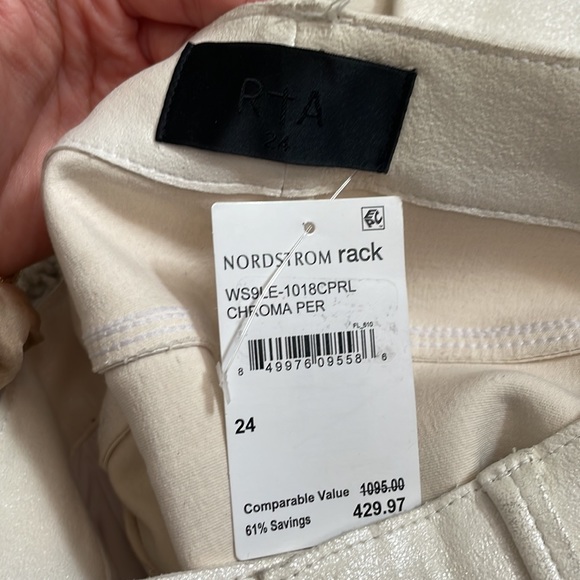 R+A
24
NORDSTROM rack
WS9LE-1018CPRL
CHROMA PER
FL_610
8 49976 09558 6
24
Comparable Value 1095.00
61% Savings 429.97